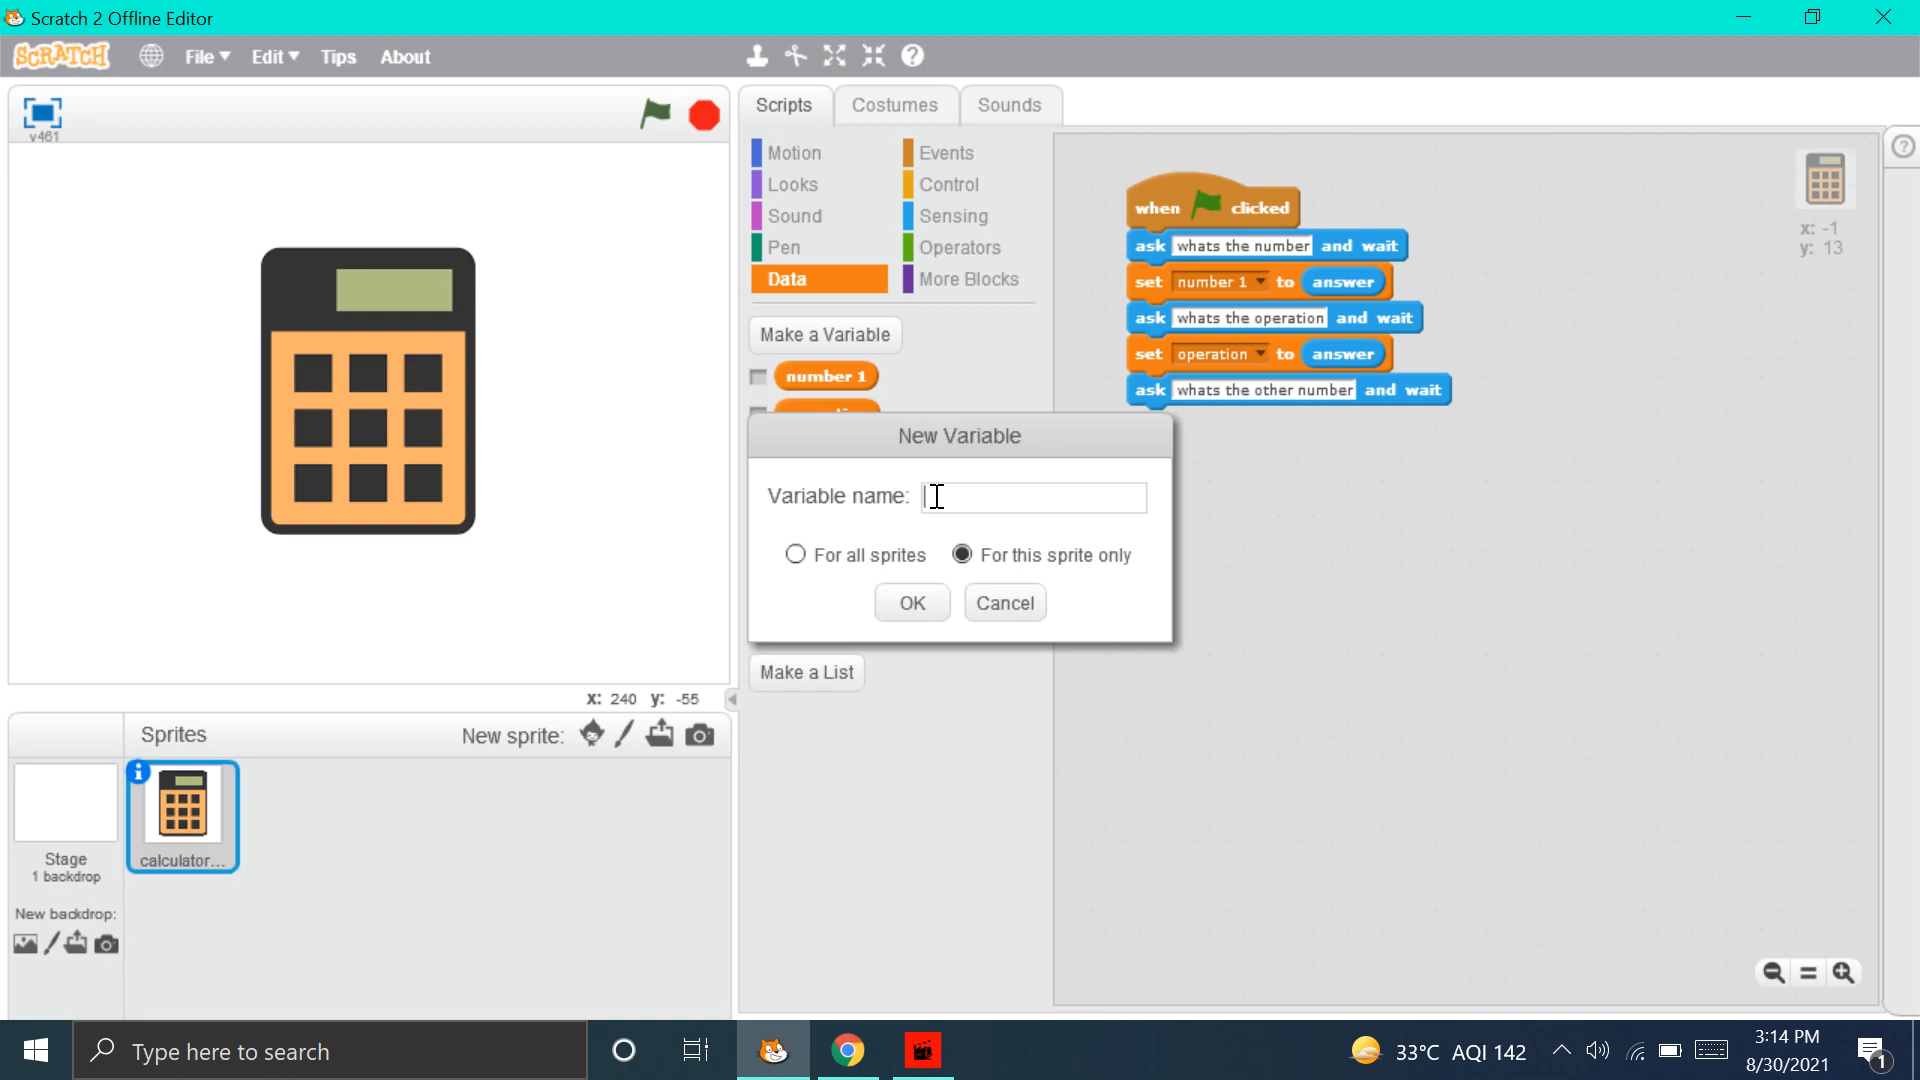 Scratch 2 Offline Editor
SCRATCH File Edit Tips About
v461
Scripts Costumes Sounds
Motion Events
Looks Control
Sound Sensing
Pen Operators
Data More Blocks
Make a Variable
number 1
when clicked
ask whats the number and wait
set number 1 to answer
ask whats the operation and wait
set operation to answer
ask whats the other number and wait
x: -1
y: 13
New Variable
Variable name:
For all sprites For this sprite only
OK Cancel
Make a List
x: 240 y: -55
Sprites New sprite:
Stage
1 backdrop
calculator...
New backdrop:
Type here to search
33°C AQI 142
3:14 PM
8/30/2021
1